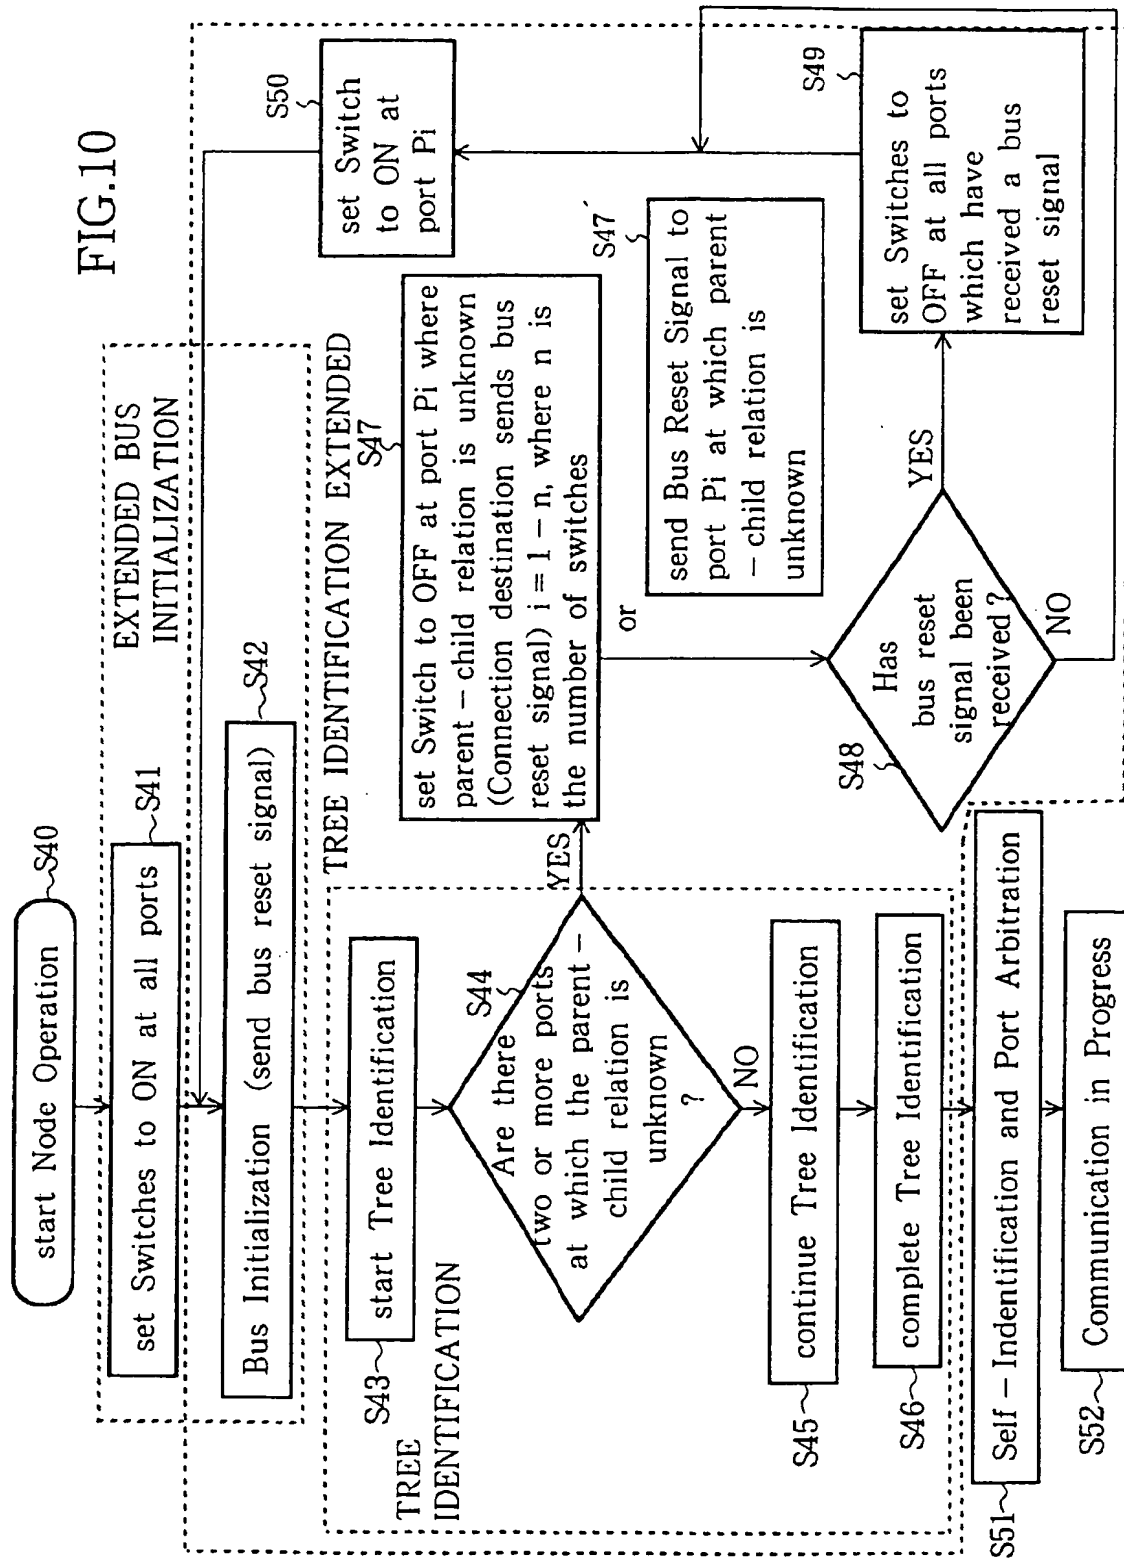 FIG.10
start Node Operation
S40
EXTENDED BUS
INITIALIZATION
set Switches to ON at all ports
S41
Bus Initialization (send bus reset signal)
S42
TREE IDENTIFICATION EXTENDED
TREE
IDENTIFICATION
S43
start Tree Identification
S44
Are there
two or more ports
at which the parent –
child relation is
unknown
?
YES
NO
S45
continue Tree Identification
S46
complete Tree Identification
S47
set Switch to OFF at port Pi where
parent – child relation is unknown
(Connection destination sends bus
reset signal) i = 1 – n, where n is
the number of switches
or
S47'
send Bus Reset Signal to
port Pi at which parent
– child relation is
unknown
S48
Has
bus reset
signal been
received ?
YES
NO
S49
set Switches to
OFF at all ports
which have
received a bus
reset signal
S50
set Switch
to ON at
port Pi
S51
Self – Indentification and Port Arbitration
S52
Communication in Progress